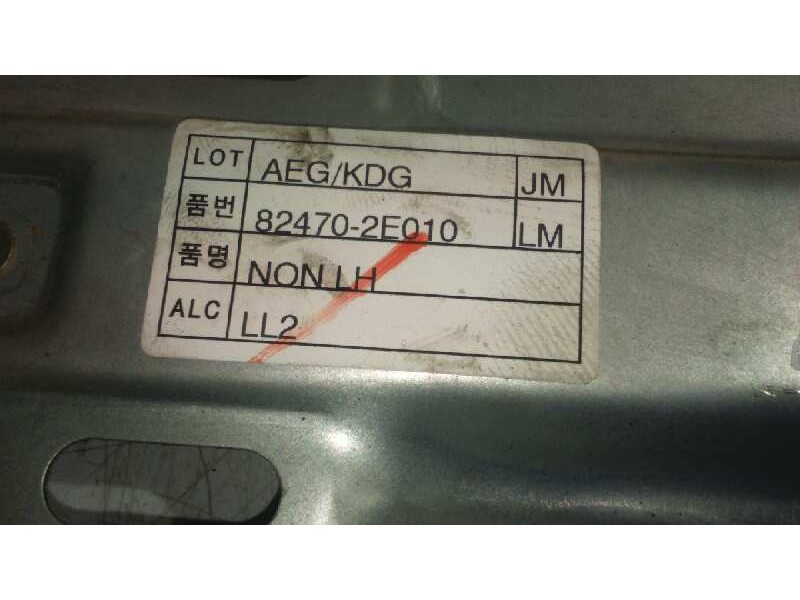 LOT AEG/KDG JM
품번 82470-2E010 LM
품명 NON LH
ALC LL2